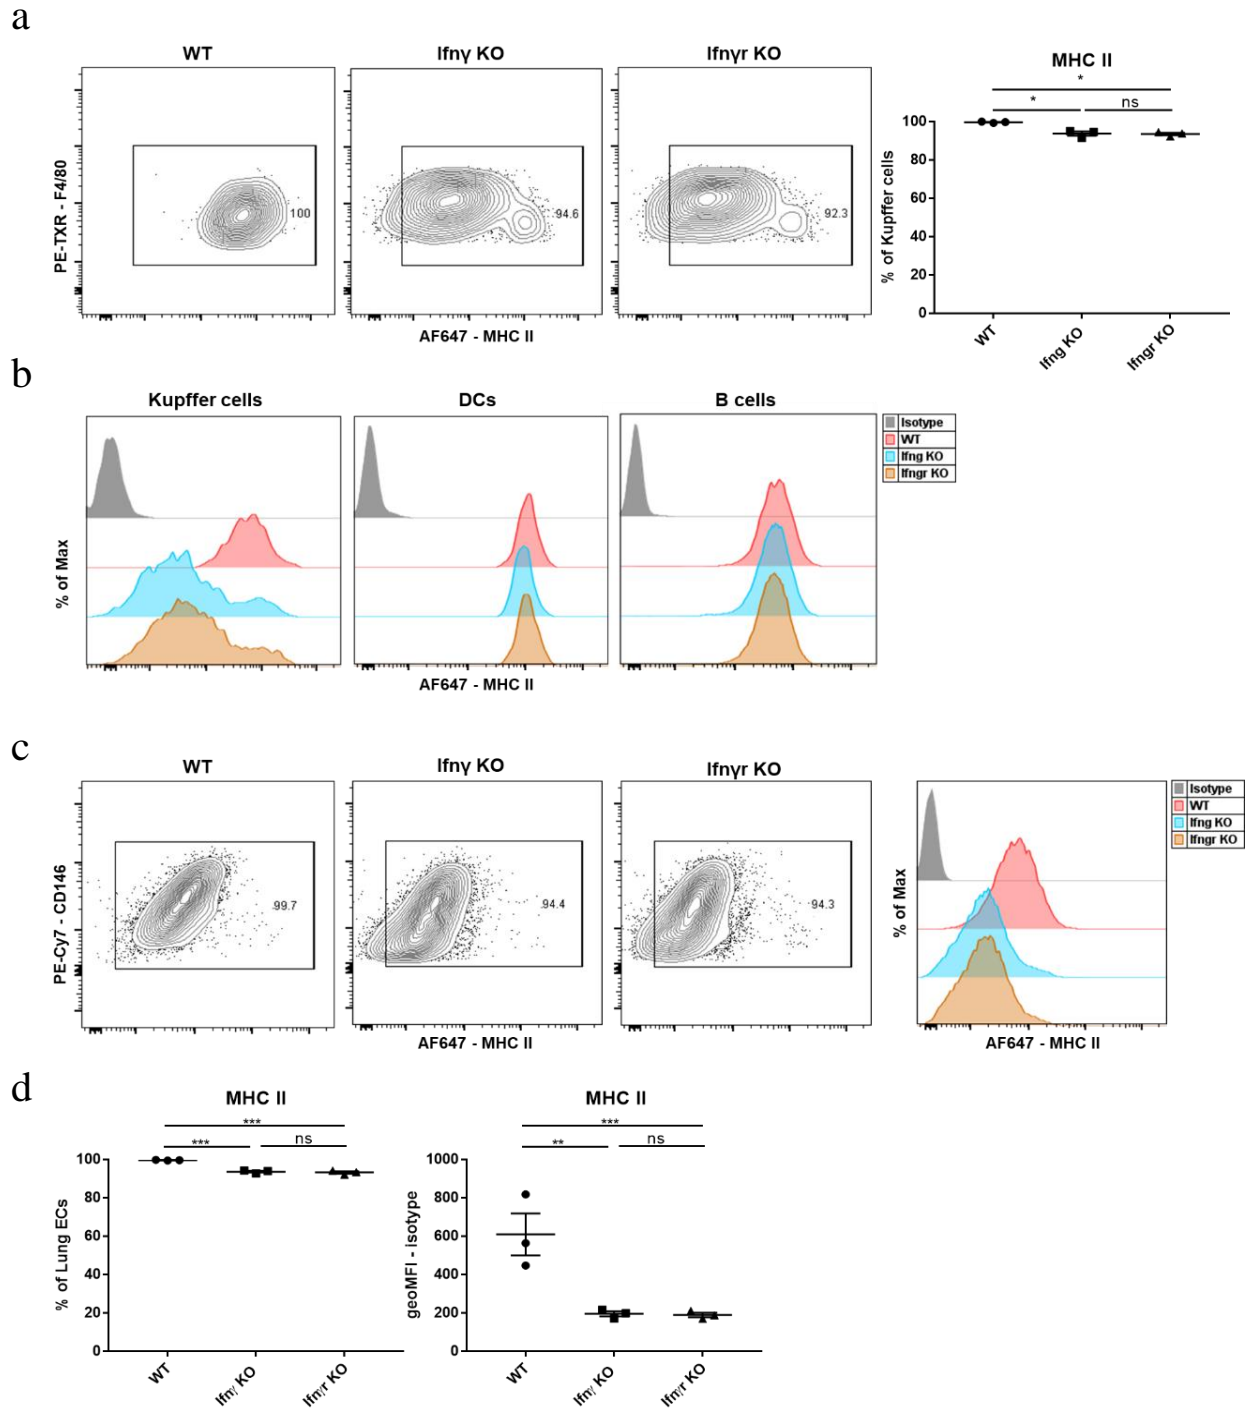 a
WT
Ifnγ KO
Ifnγr KO
MHC II
*
*
ns
PE-TXR - F4/80
100
94.6
92.3
AF647 - MHC II
% of Kupffer cells
100
80
60
40
20
0
WT
Ifng KO
Ifngr KO
b
Kupffer cells
DCs
B cells
Isotype
WT
Ifng KO
Ifngr KO
% of Max
AF647 - MHC II
c
WT
Ifnγ KO
Ifnγr KO
PE-Cy7 - CD146
99.7
94.4
94.3
AF647 - MHC II
Isotype
WT
Ifng KO
Ifngr KO
% of Max
AF647 - MHC II
d
MHC II
***
***
ns
% of Lung ECs
100
80
60
40
20
0
WT
Ifnγ KO
Ifnγr KO
MHC II
***
**
ns
geoMFI - isotype
1000
800
600
400
200
0
WT
Ifnγ KO
Ifnγr KO